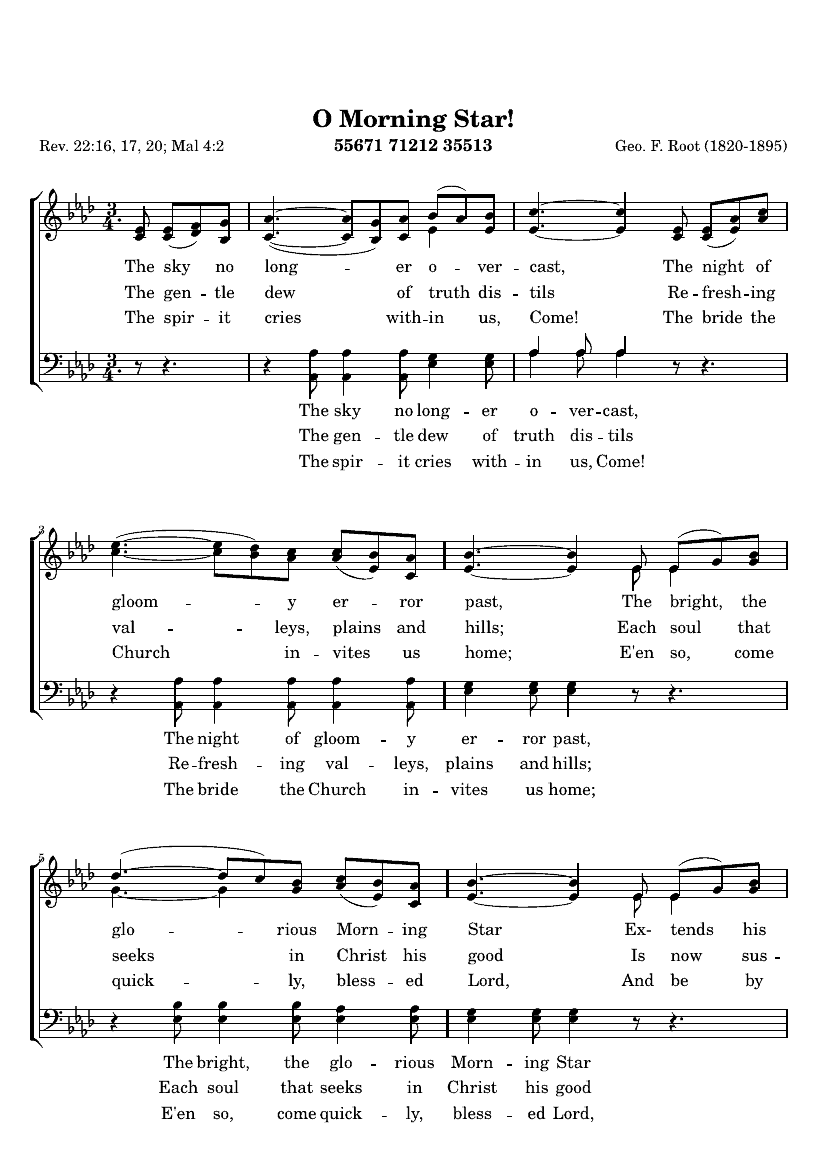 O Morning Star!
Rev. 22:16, 17, 20; Mal 4:2 55671 71212 35513 Geo. F. Root (1820-1895)
The sky no long - er o - ver - cast, The night of
The gen - tle dew of truth dis - tils Re - fresh - ing
The spir - it cries with - in us, Come! The bride the
The sky no long - er o - ver - cast,
The gen - tle dew of truth dis - tils
The spir - it cries with - in us, Come!
3
gloom - - y er - ror past, The bright, the
val - - leys, plains and hills; Each soul that
Church in - vites us home; E'en so, come
The night of gloom - y er - ror past,
Re - fresh - ing val - leys, plains and hills;
The bride the Church in - vites us home;
5
glo - - rious Morn - ing Star Ex- tends his
seeks in Christ his good Is now sus -
quick - - ly, bless - ed Lord, And be by
The bright, the glo - rious Morn - ing Star
Each soul that seeks in Christ his good
E'en so, come quick - ly, bless - ed Lord,